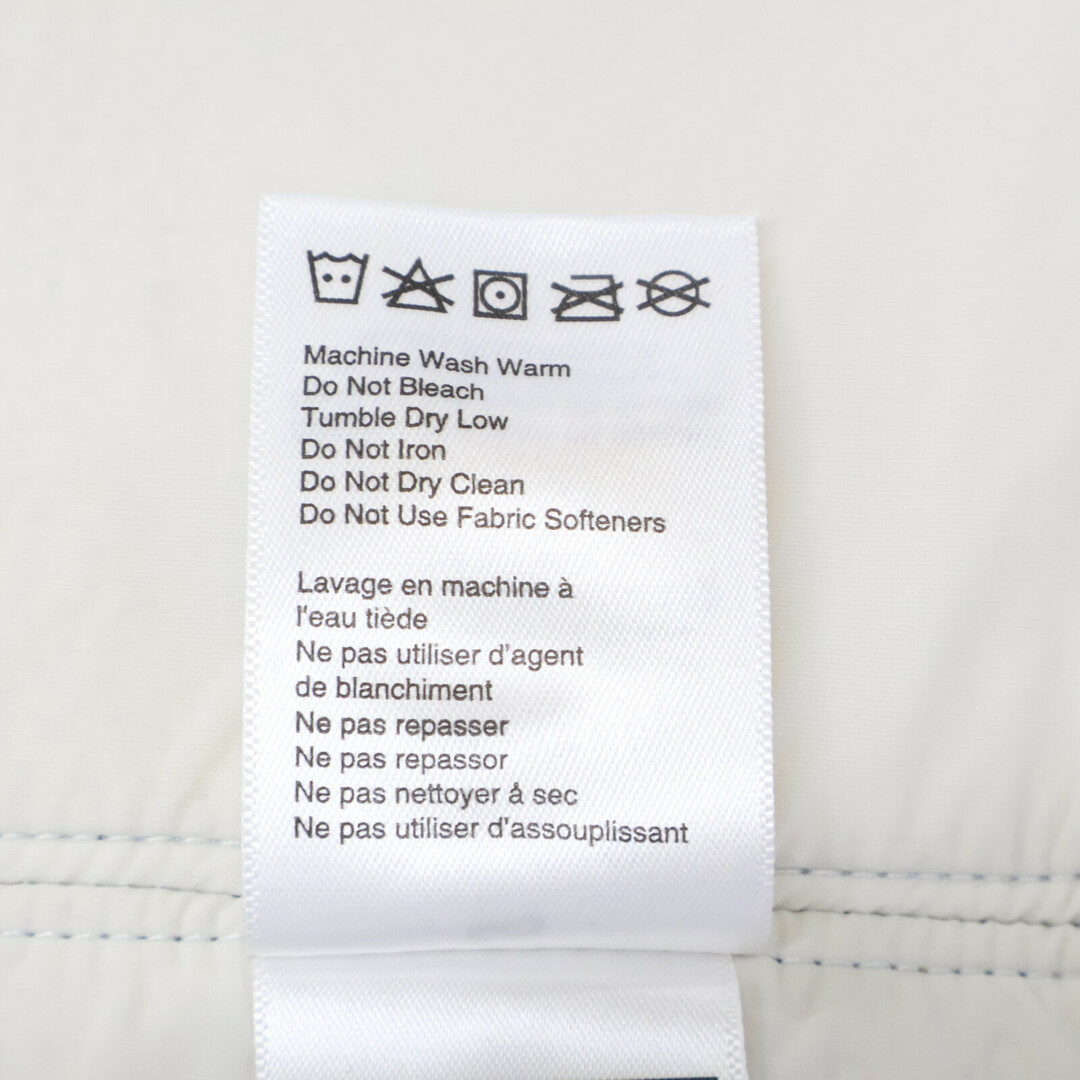 Machine Wash Warm
Do Not Bleach
Tumble Dry Low
Do Not Iron
Do Not Dry Clean
Do Not Use Fabric Softeners
Lavage en machine à
l'eau tiède
Ne pas utiliser d'agent
de blanchiment
Ne pas repasser
Ne pas repassor
Ne pas nettoyer å sec
Ne pas utiliser d'assouplissant